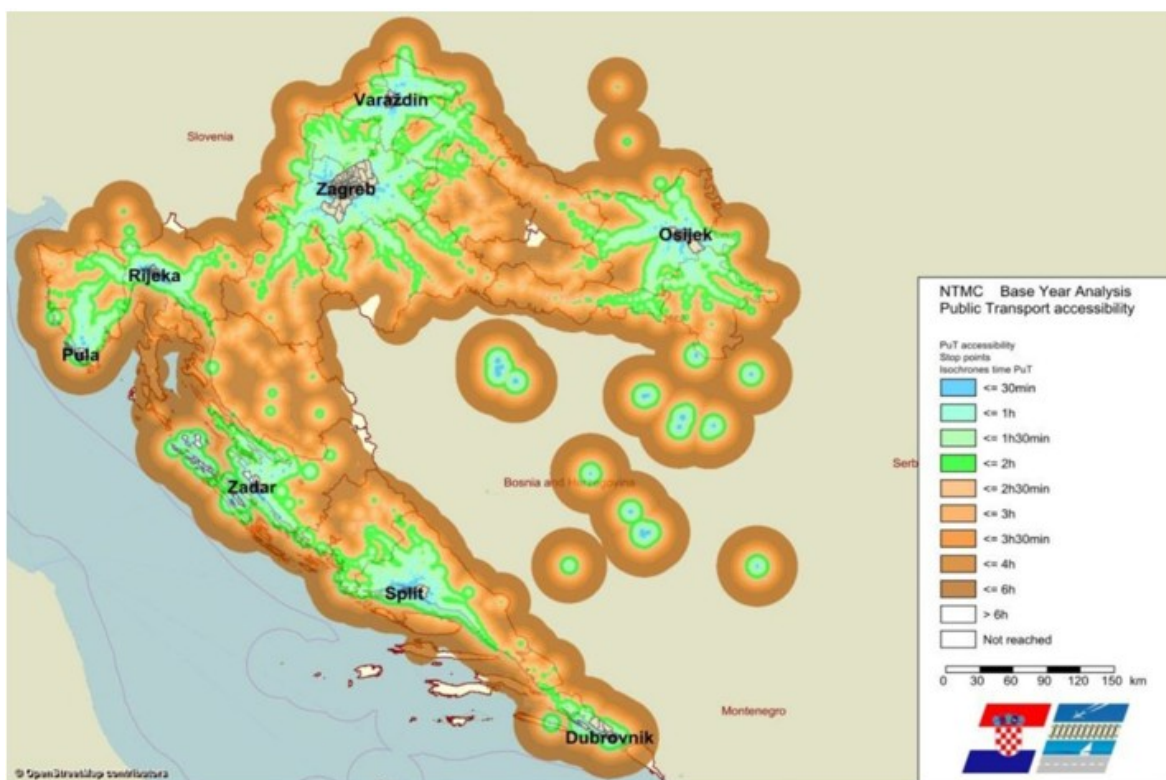 Varaždin
Slovenia
Zagreb
Osijek
Rijeka
Pula
Zadar
Bosnia and Herzegovina
Serb
Split
Montenegro
Dubrovnik
© OpenStreetMap contributors
NTMC Base Year Analysis
Public Transport accessibility
PuT accessibility
Stop points
Isochrones time PuT
<= 30min
<= 1h
<= 1h30min
<= 2h
<= 2h30min
<= 3h
<= 3h30min
<= 4h
<= 6h
> 6h
Not reached
0 30 60 90 120 150 km